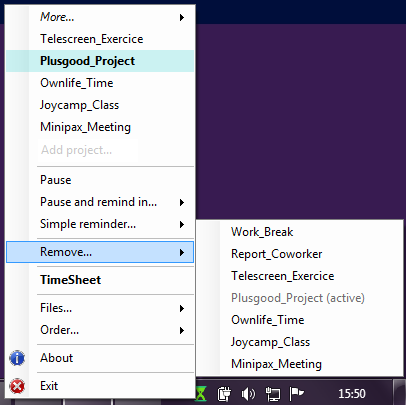 More...
Telescreen_Exercice
Plusgood_Project
Ownlife_Time
Joycamp_Class
Minipax_Meeting
Add project...
Pause
Pause and remind in...
Simple reminder...
Remove...
TimeSheet
Files...
Order...
About
Exit
Work_Break
Report_Coworker
Telescreen_Exercice
Plusgood_Project (active)
Ownlife_Time
Joycamp_Class
Minipax_Meeting
15:50